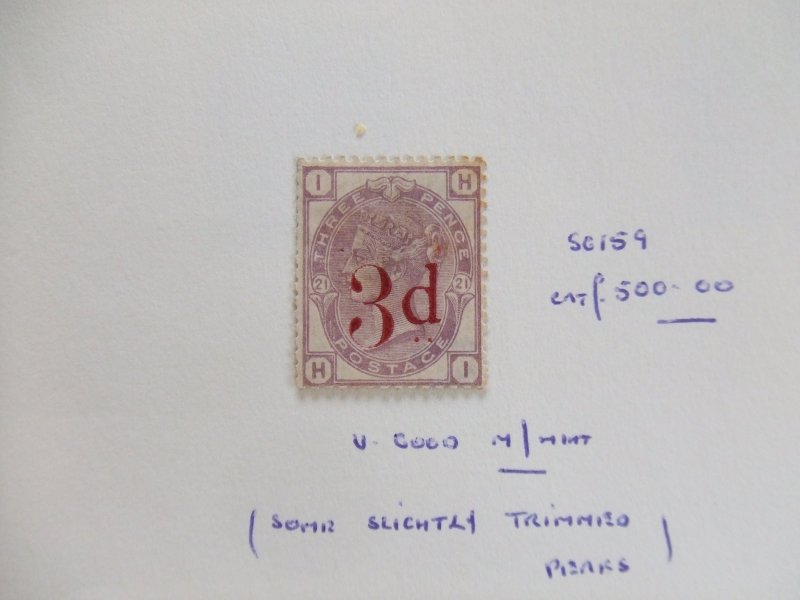 I H
THREE PENCE
21 21
3d
POSTAGE
H I
SG159
CAT £500-00
V. GOOD M/MINT
(SOME SLIGHTLY TRIMMED
PERFS)